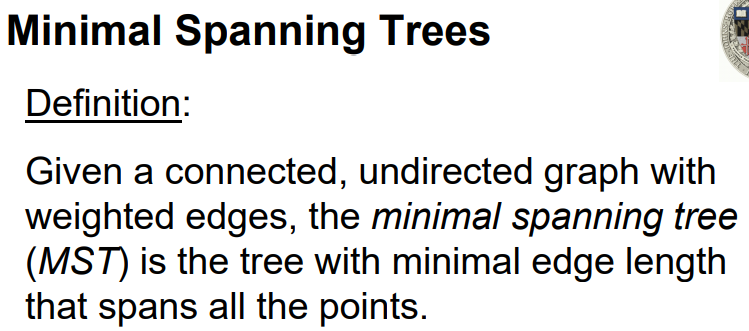 Minimal Spanning Trees
Definition:
Given a connected, undirected graph with
weighted edges, the minimal spanning tree
(MST) is the tree with minimal edge length
that spans all the points.